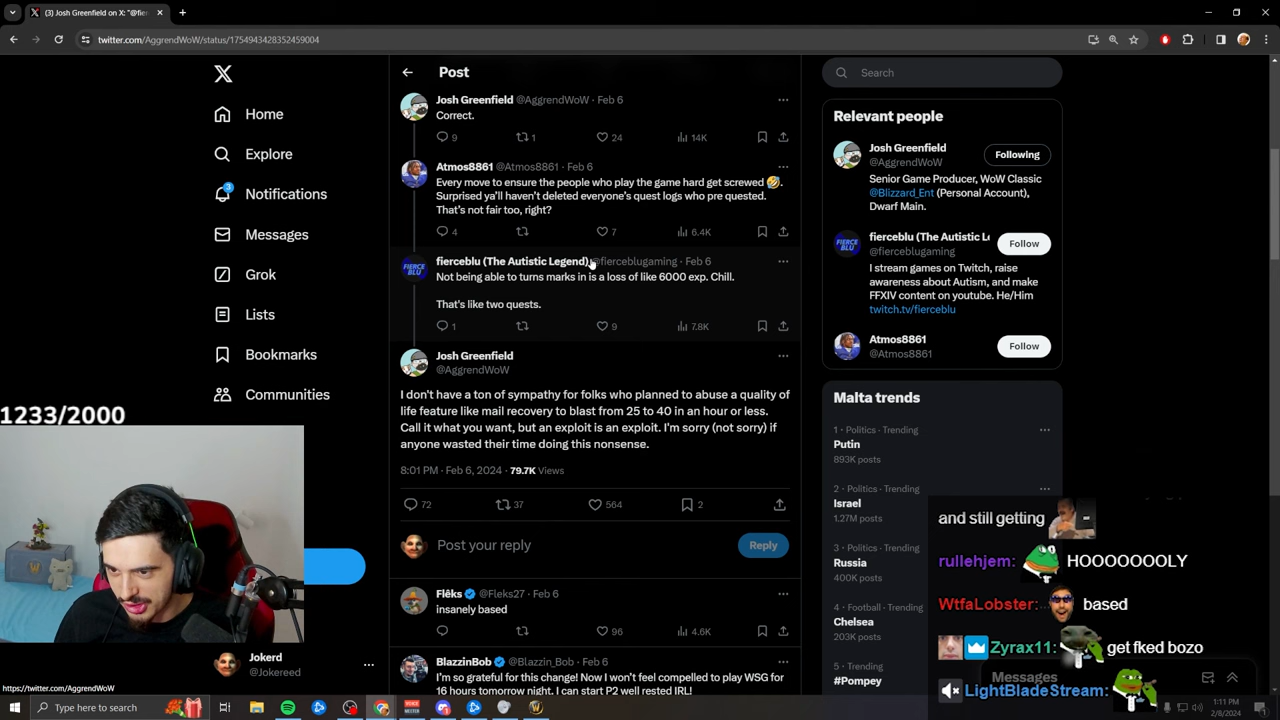 (3) Josh Greenfield on X: "@fier
twitter.com/AggrendWoW/status/1754943428352459004
Home
Explore
3
Notifications
Messages
Grok
Lists
Bookmarks
Communities
1233/2000
Jokerd
@Jokereed
https://twitter.com/AggrendWoW
Post
Josh Greenfield @AggrendWoW · Feb 6
Correct.
9 1 24 14K
Atmos8861 @Atmos8861 · Feb 6
Every move to ensure the people who play the game hard get screwed 🤣.
Surprised ya'll haven't deleted everyone's quest logs who pre quested.
That's not fair too, right?
4 7 6.4K
FIERCE BLU
fierceblu (The Autistic Legend) @fierceblugaming · Feb 6
Not being able to turns marks in is a loss of like 6000 exp. Chill.
That's like two quests.
1 9 7.8K
Josh Greenfield
@AggrendWoW
I don't have a ton of sympathy for folks who planned to abuse a quality of
life feature like mail recovery to blast from 25 to 40 in an hour or less.
Call it what you want, but an exploit is an exploit. I'm sorry (not sorry) if
anyone wasted their time doing this nonsense.
8:01 PM · Feb 6, 2024 · 79.7K Views
72 37 564 2
Post your reply
Reply
Flêks @Fleks27 · Feb 6
insanely based
96 4.6K
BlazzinBob @Blazzin_Bob · Feb 6
I'm so grateful for this change! Now I won't feel compelled to play WSG for
16 hours tomorrow night. I can start P2 well rested IRL!
Search
Relevant people
Josh Greenfield
@AggrendWoW
Following
Senior Game Producer, WoW Classic
@Blizzard_Ent (Personal Account),
Dwarf Main.
FIERCE BLU
fierceblu (The Autistic Le
@fierceblugaming
Follow
I stream games on Twitch, raise
awareness about Autism, and make
FFXIV content on youtube. He/Him
twitch.tv/fierceblu
Atmos8861
@Atmos8861
Follow
Malta trends
1 · Politics · Trending
Putin
893K posts
2 · Politics · Trending
Israel
1.27M posts
3 · Politics · Trending
Russia
400K posts
4 · Football · Trending
Chelsea
203K posts
5 · Trending
#Pompey
and still getting
rullehjem: HOOOOOOOLY
WtfaLobster: based
Zyrax11: get fked bozo
Messages
LightBladeStream:
Type here to search
VOICE MEETER
1:11 PM
2/8/2024